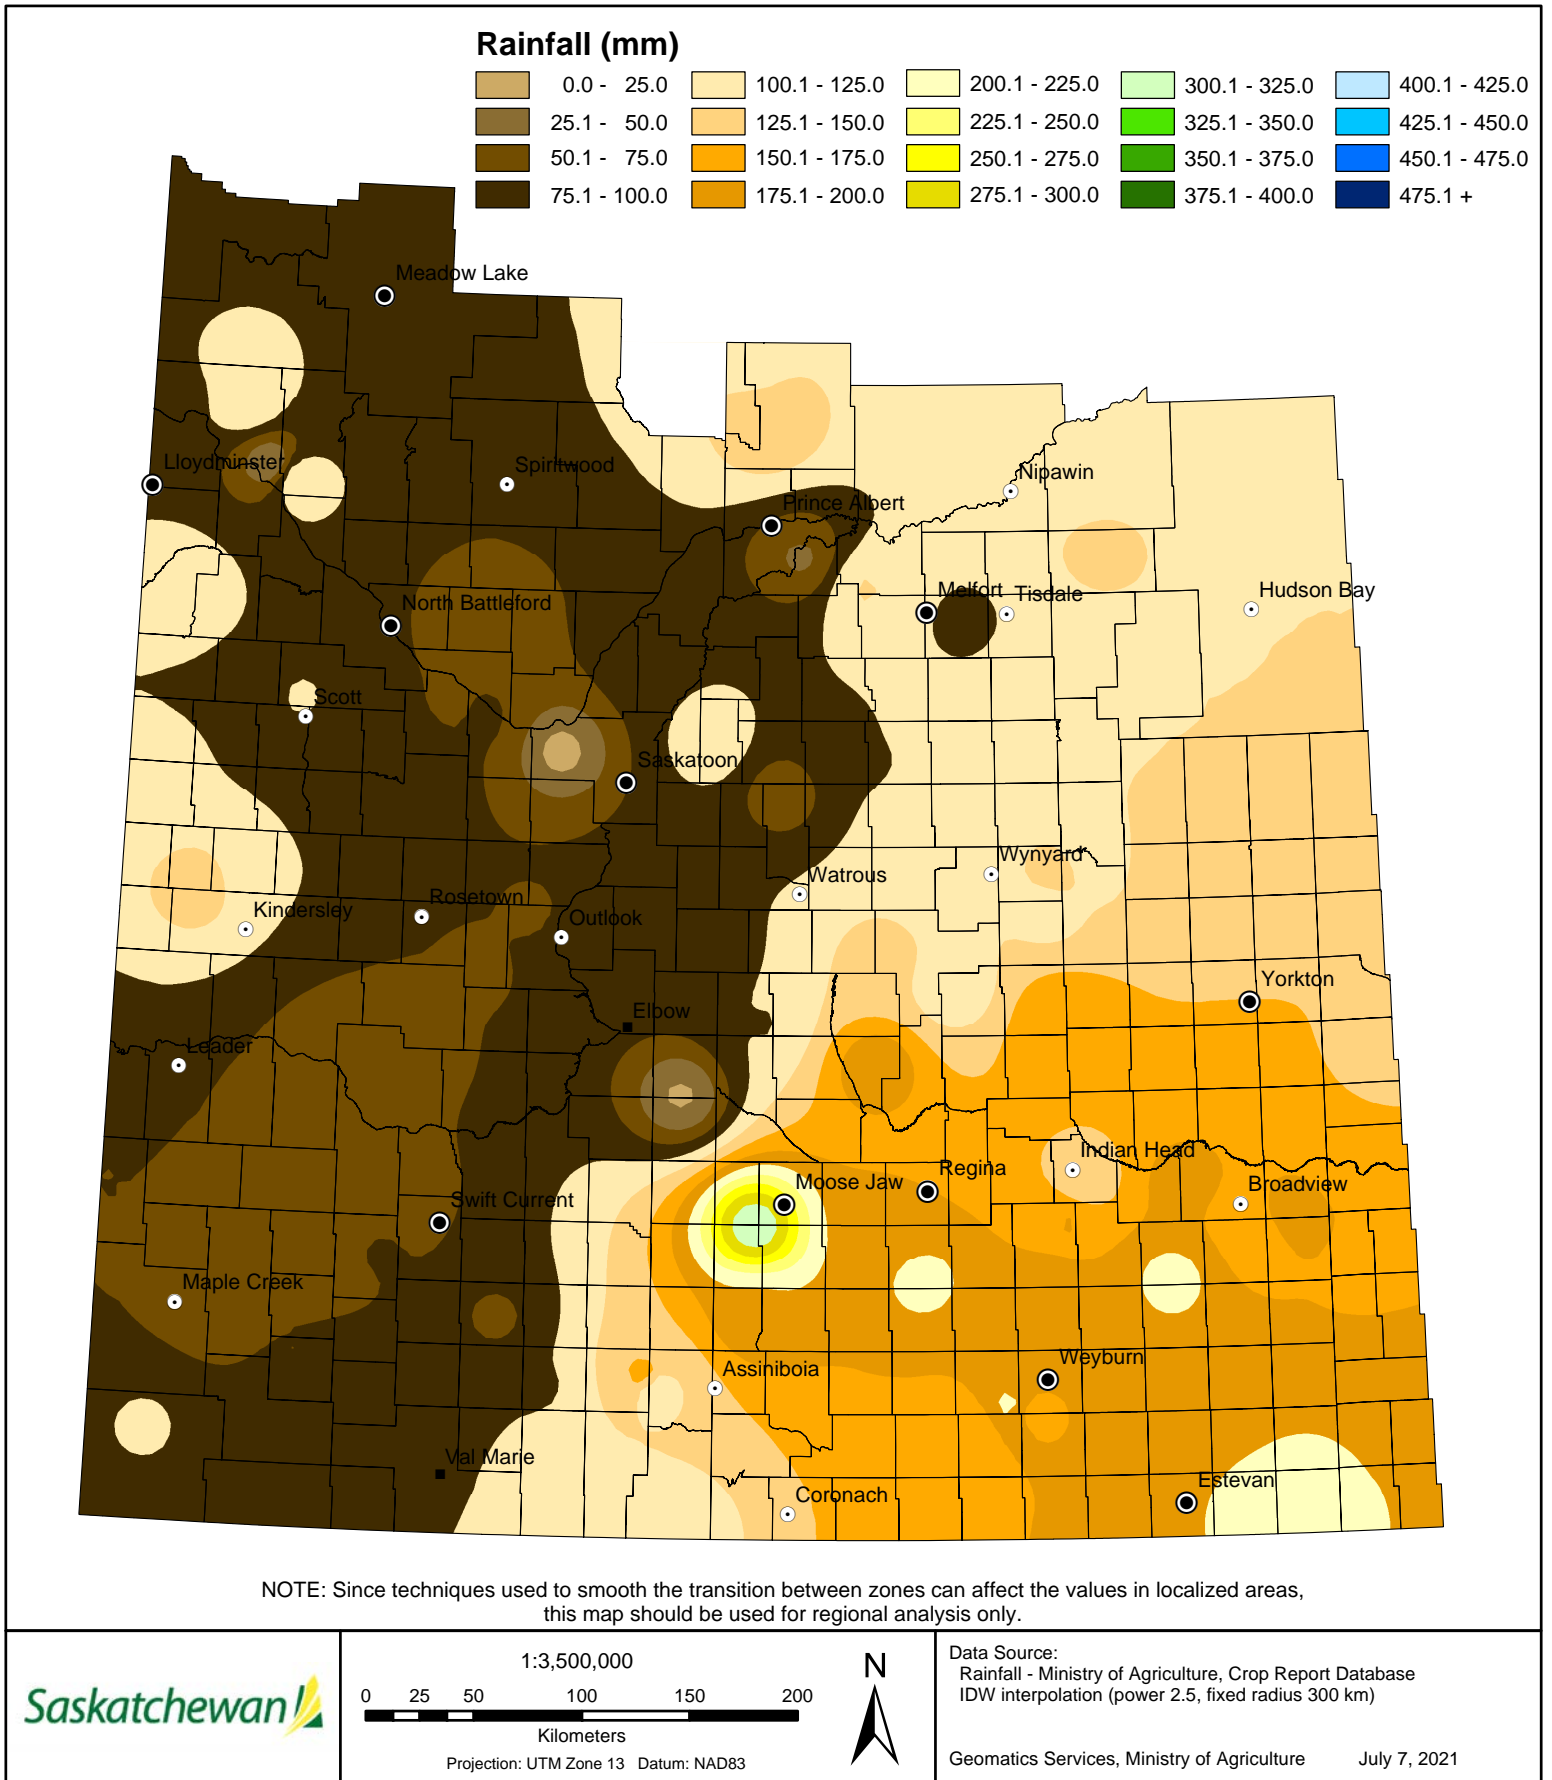 Rainfall (mm)
0.0 - 25.0
25.1 - 50.0
50.1 - 75.0
75.1 - 100.0
100.1 - 125.0
125.1 - 150.0
150.1 - 175.0
175.1 - 200.0
200.1 - 225.0
225.1 - 250.0
250.1 - 275.0
275.1 - 300.0
300.1 - 325.0
325.1 - 350.0
350.1 - 375.0
375.1 - 400.0
400.1 - 425.0
425.1 - 450.0
450.1 - 475.0
475.1 +
Meadow Lake
Lloydminster
Spiritwood
Nipawin
Prince Albert
Hudson Bay
Melfort
Tisdale
North Battleford
Scott
Saskatoon
Wynyard
Watrous
Rosetown
Kindersley
Outlook
Yorkton
Elbow
Leader
Indian Head
Regina
Moose Jaw
Broadview
Swift Current
Maple Creek
Weyburn
Assiniboia
Val Marie
Estevan
Coronach
NOTE: Since techniques used to smooth the transition between zones can affect the values in localized areas,
this map should be used for regional analysis only.
Saskatchewan
1:3,500,000
0 25 50 100 150 200
Kilometers
Projection: UTM Zone 13 Datum: NAD83
N
Data Source:
Rainfall - Ministry of Agriculture, Crop Report Database
IDW interpolation (power 2.5, fixed radius 300 km)
Geomatics Services, Ministry of Agriculture July 7, 2021